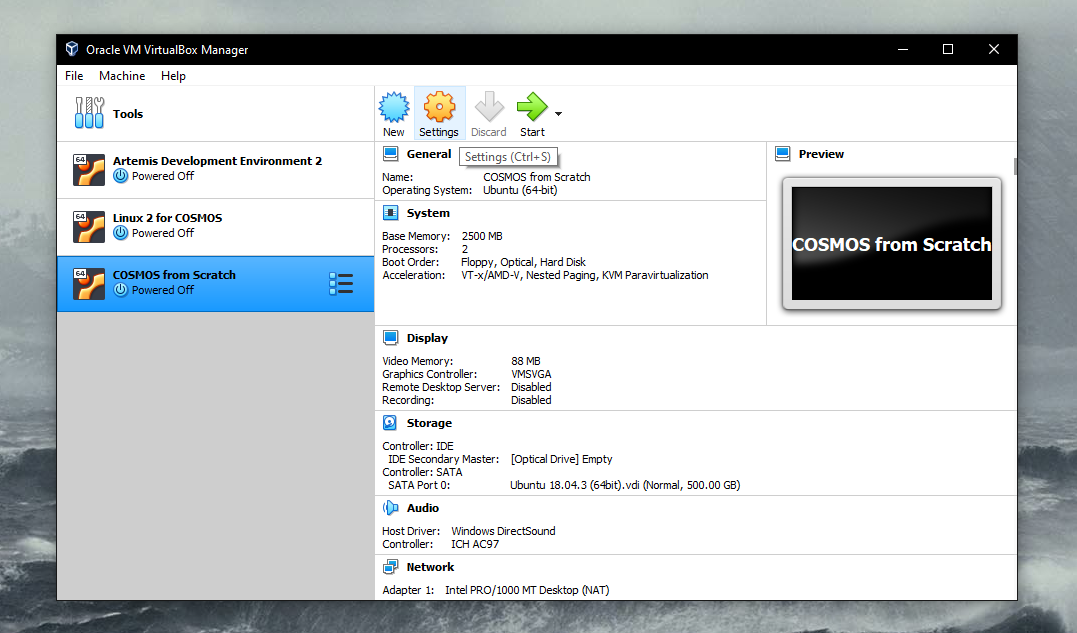 Oracle VM VirtualBox Manager
File Machine Help
Tools
New Settings Discard Start
Settings (Ctrl+S)
64
Artemis Development Environment 2
Powered Off
64
Linux 2 for COSMOS
Powered Off
64
COSMOS from Scratch
Powered Off
General
Name: COSMOS from Scratch
Operating System: Ubuntu (64-bit)
System
Base Memory: 2500 MB
Processors: 2
Boot Order: Floppy, Optical, Hard Disk
Acceleration: VT-x/AMD-V, Nested Paging, KVM Paravirtualization
Preview
COSMOS from Scratch
Display
Video Memory: 88 MB
Graphics Controller: VMSVGA
Remote Desktop Server: Disabled
Recording: Disabled
Storage
Controller: IDE
IDE Secondary Master: [Optical Drive] Empty
Controller: SATA
SATA Port 0: Ubuntu 18.04.3 (64bit).vdi (Normal, 500.00 GB)
Audio
Host Driver: Windows DirectSound
Controller: ICH AC97
Network
Adapter 1: Intel PRO/1000 MT Desktop (NAT)